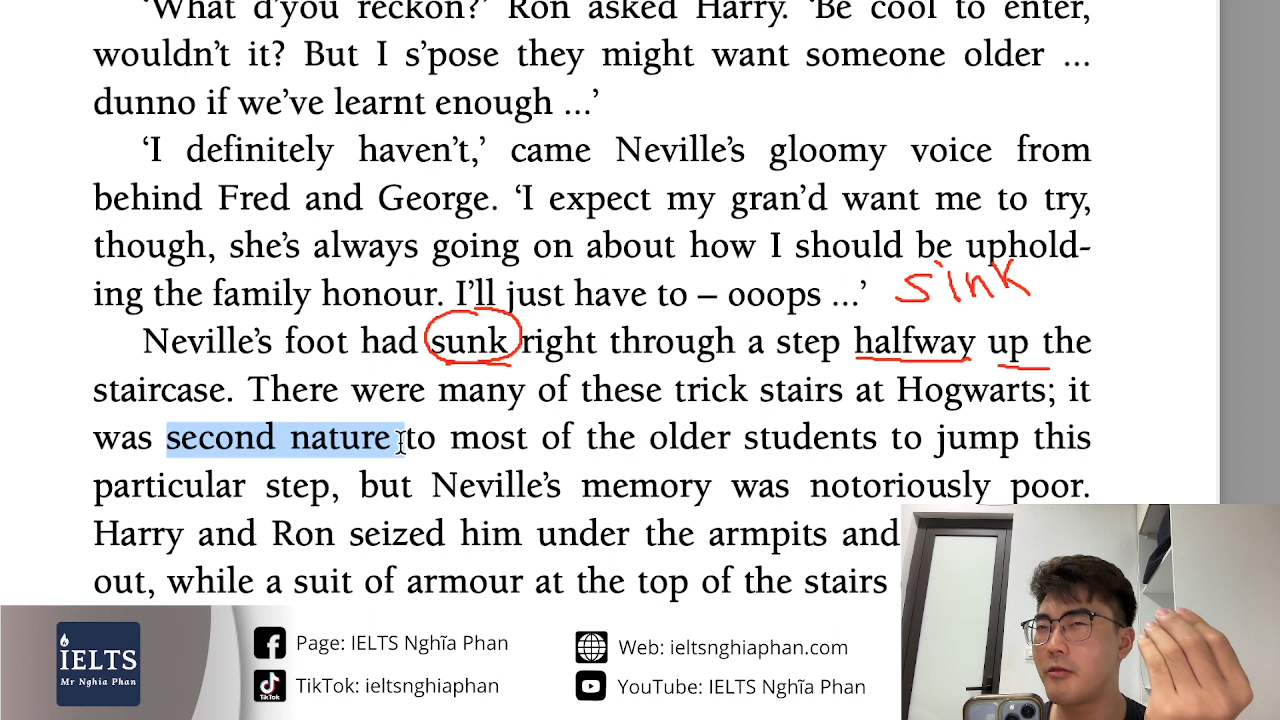 ‘What d’you reckon?’ Ron asked Harry. ‘Be cool to enter,
wouldn’t it? But I s’pose they might want someone older ...
dunno if we’ve learnt enough ...’
‘I definitely haven’t,’ came Neville’s gloomy voice from
behind Fred and George. ‘I expect my gran’d want me to try,
though, she’s always going on about how I should be uphold-
ing the family honour. I’ll just have to – ooops ...’
sink
Neville’s foot had sunk right through a step halfway up the
staircase. There were many of these trick stairs at Hogwarts; it
was second nature to most of the older students to jump this
particular step, but Neville’s memory was notoriously poor.
Harry and Ron seized him under the armpits and
out, while a suit of armour at the top of the stairs
IELTS
Mr Nghia Phan
Page: IELTS Nghĩa Phan
TikTok
TikTok: ieltsnghiaphan
Web: ieltsnghiaphan.com
YouTube: IELTS Nghĩa Phan